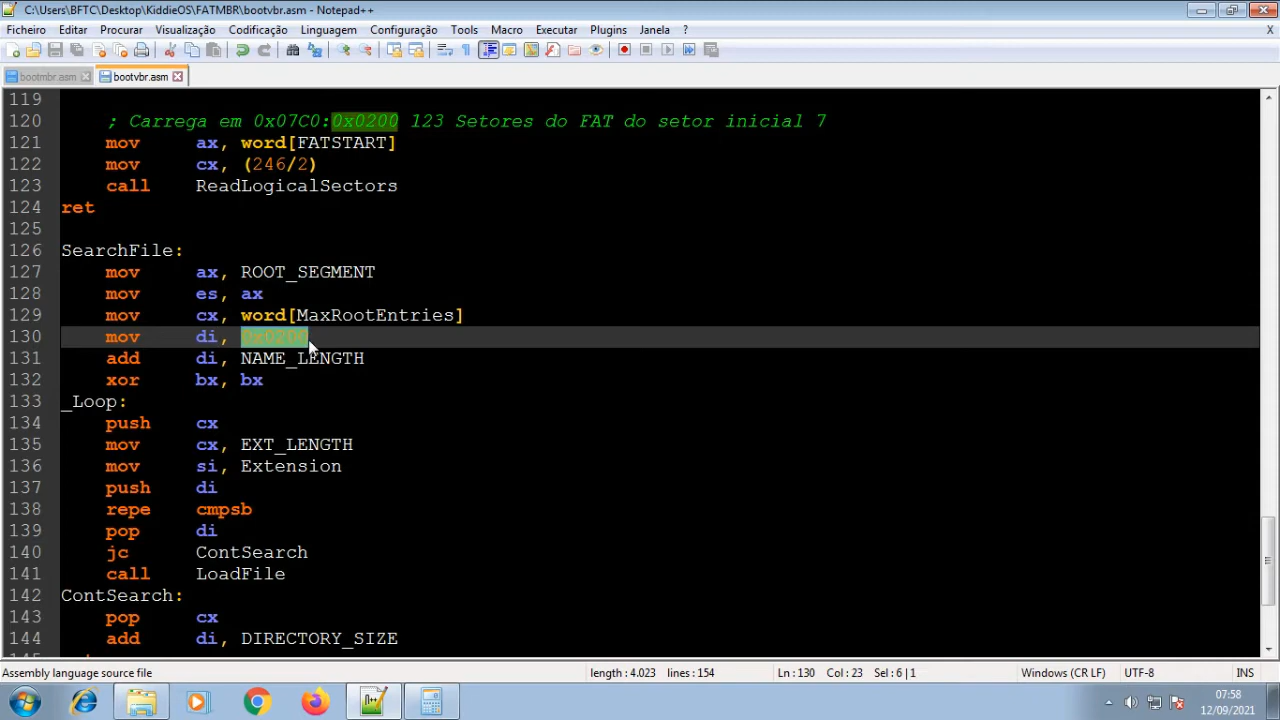 C:\Users\BFTC\Desktop\KiddieOS\FATMBR\bootvbr.asm - Notepad++
Ficheiro Editar Procurar Visualização Codificação Linguagem Configuração Tools Macro Executar Plugins Janela ? X
bootmbr.asm bootvbr.asm
119
120 ; Carrega em 0x07C0:0x0200 123 Setores do FAT do setor inicial 7
121 mov ax, word[FATSTART]
122 mov cx, (246/2)
123 call ReadLogicalSectors
124 ret
125
126 SearchFile:
127 mov ax, ROOT_SEGMENT
128 mov es, ax
129 mov cx, word[MaxRootEntries]
130 mov di, 0x0200
131 add di, NAME_LENGTH
132 xor bx, bx
133 _Loop:
134 push cx
135 mov cx, EXT_LENGTH
136 mov si, Extension
137 push di
138 repe cmpsb
139 pop di
140 jc ContSearch
141 call LoadFile
142 ContSearch:
143 pop cx
144 add di, DIRECTORY_SIZE
Assembly language source file length : 4.023 lines : 154 Ln : 130 Col : 23 Sel : 6 | 1 Windows (CR LF) UTF-8 INS
07:58
12/09/2021